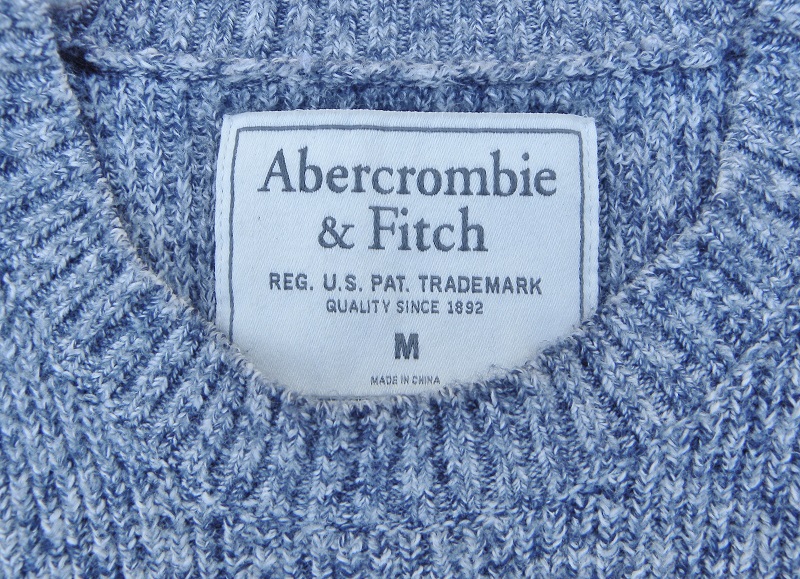 Abercrombie
& Fitch
REG. U.S. PAT. TRADEMARK
QUALITY SINCE 1892
M
MADE IN CHINA